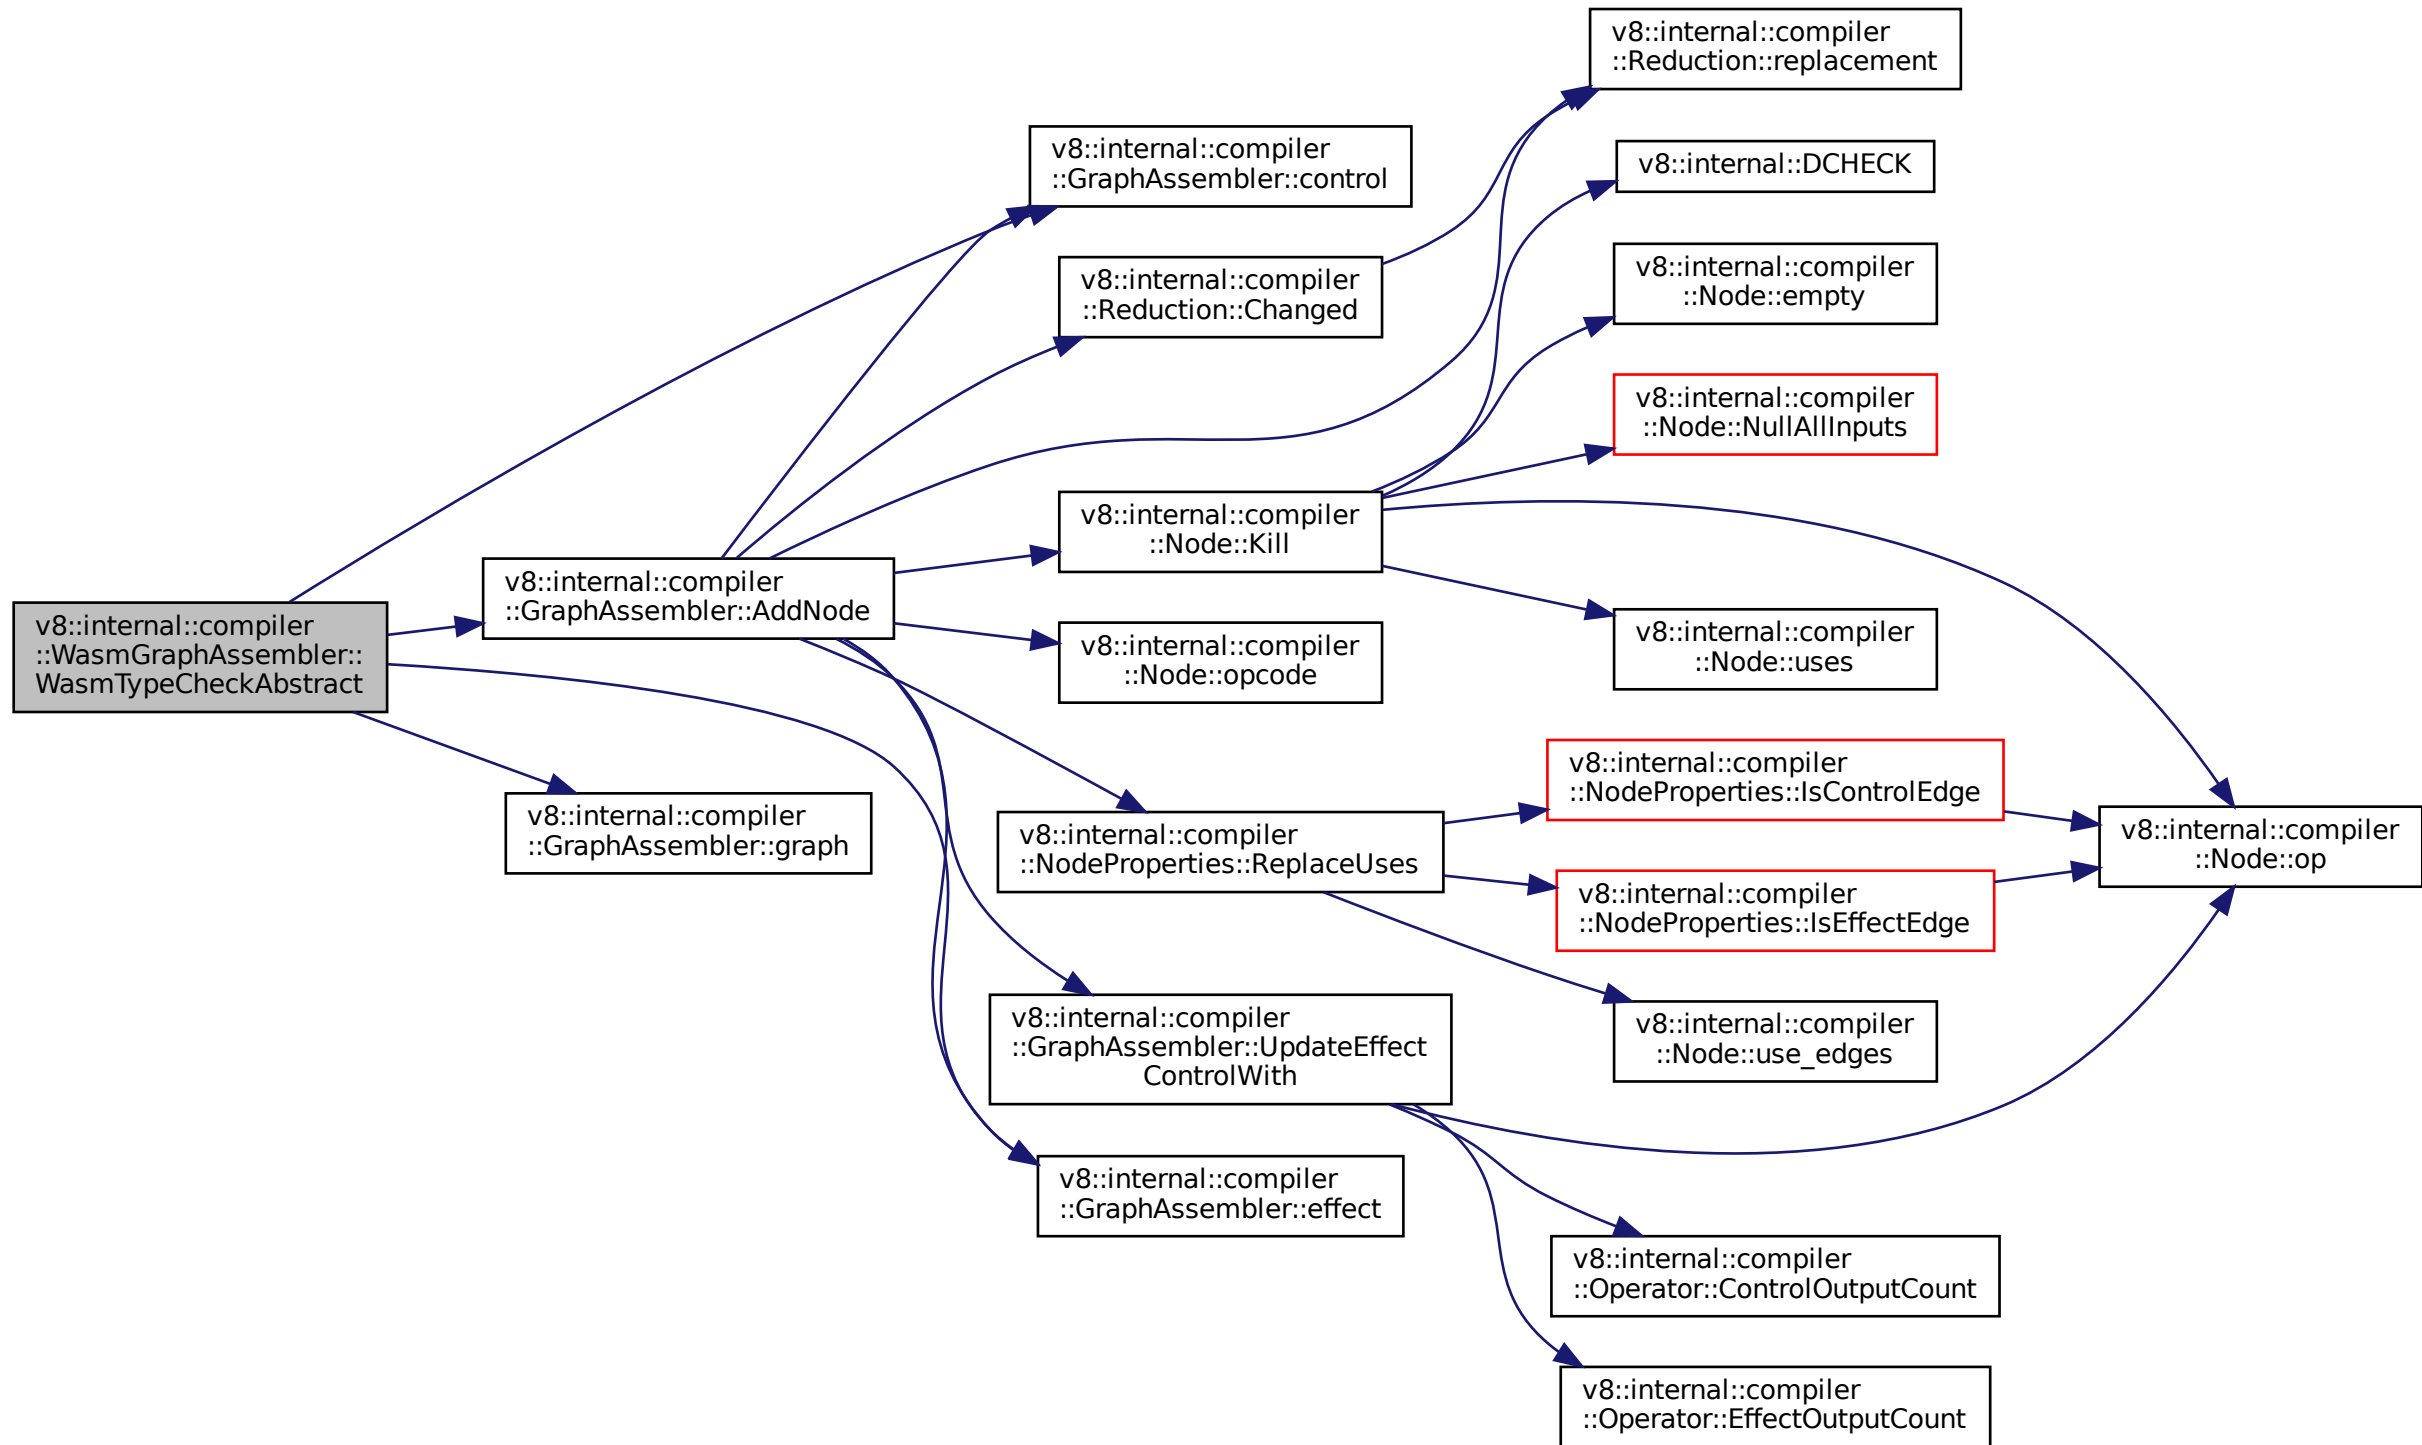 v8::internal::compiler
::WasmGraphAssembler::
WasmTypeCheckAbstract
v8::internal::compiler
::GraphAssembler::AddNode
v8::internal::compiler
::GraphAssembler::graph
v8::internal::compiler
::GraphAssembler::control
v8::internal::compiler
::Reduction::Changed
v8::internal::compiler
::Node::Kill
v8::internal::compiler
::Node::opcode
v8::internal::compiler
::NodeProperties::ReplaceUses
v8::internal::compiler
::GraphAssembler::UpdateEffect
ControlWith
v8::internal::compiler
::GraphAssembler::effect
v8::internal::compiler
::Reduction::replacement
v8::internal::DCHECK
v8::internal::compiler
::Node::empty
v8::internal::compiler
::Node::NullAllInputs
v8::internal::compiler
::Node::uses
v8::internal::compiler
::NodeProperties::IsControlEdge
v8::internal::compiler
::NodeProperties::IsEffectEdge
v8::internal::compiler
::Node::use_edges
v8::internal::compiler
::Operator::ControlOutputCount
v8::internal::compiler
::Operator::EffectOutputCount
v8::internal::compiler
::Node::op